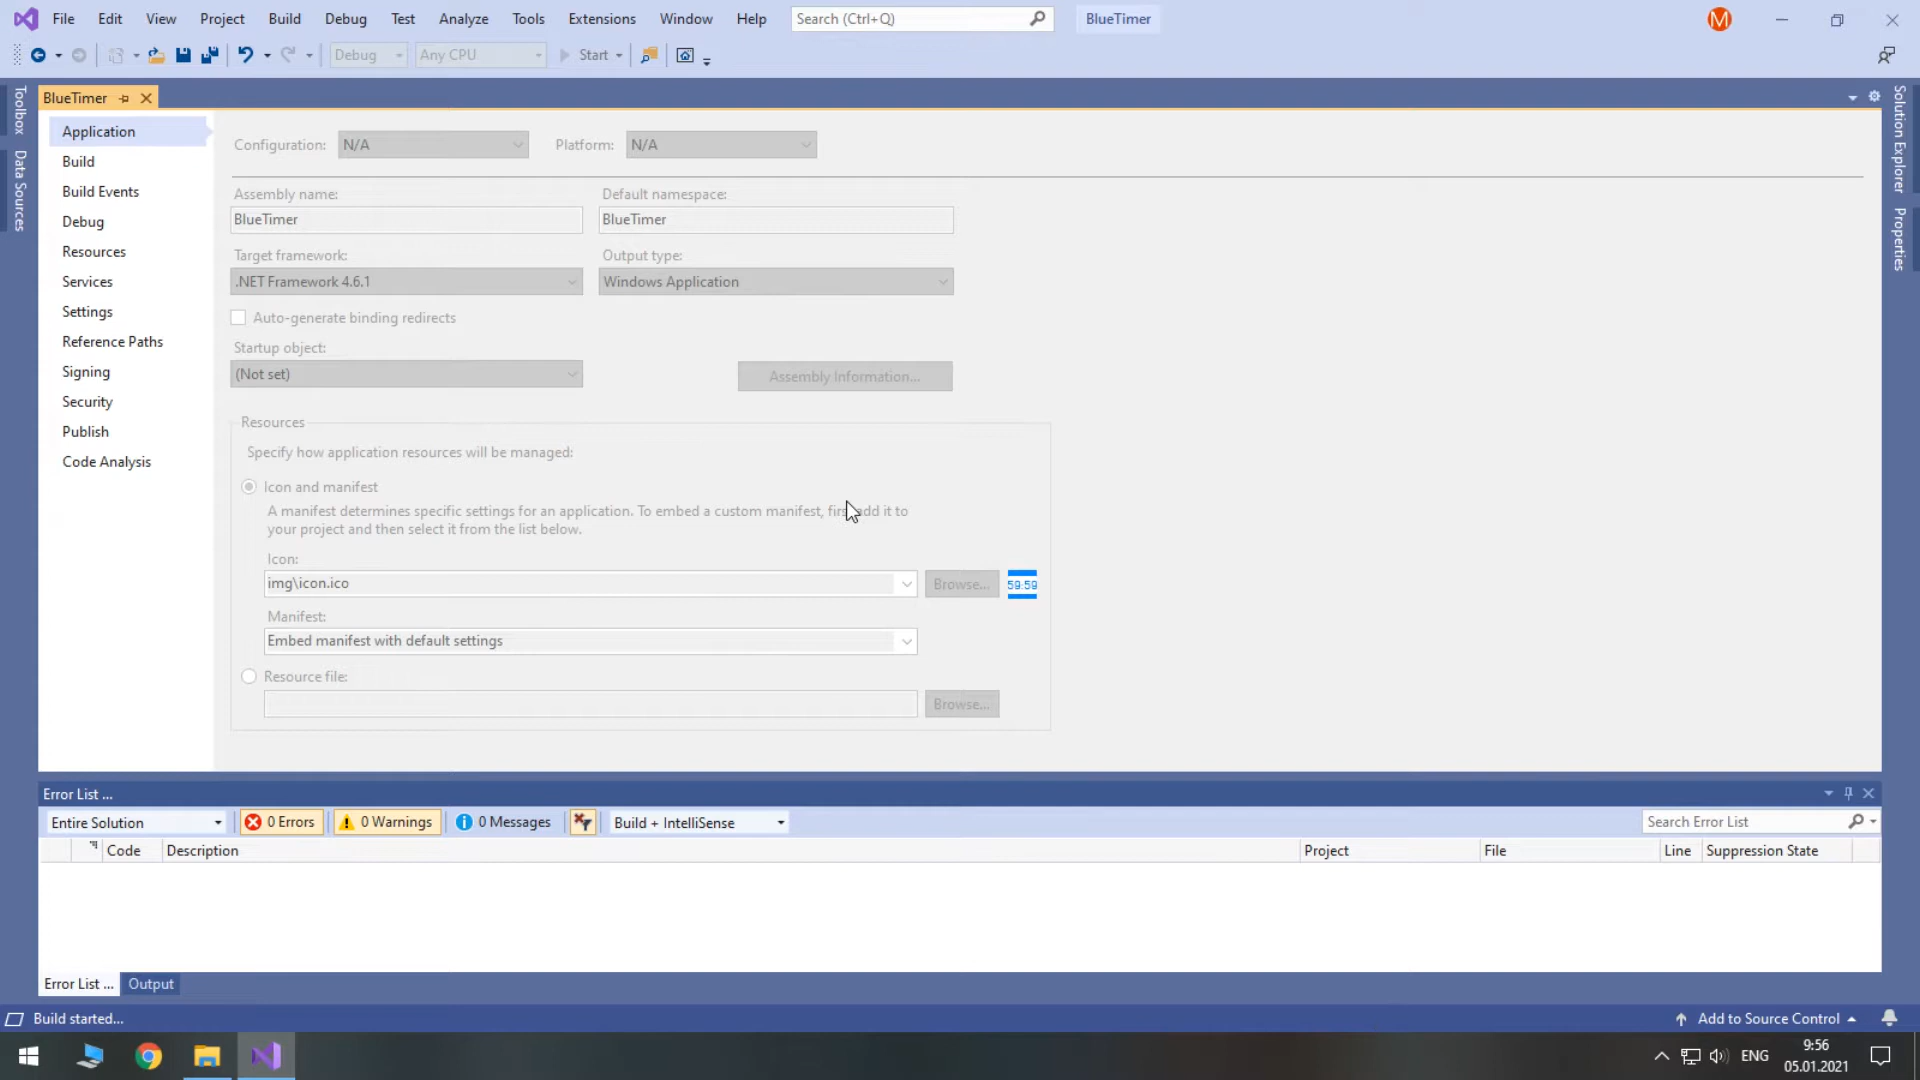 File Edit View Project Build Debug Test Analyze Tools Extensions Window Help Search (Ctrl+Q) BlueTimer M
Debug Any CPU Start
Toolbox
Data Sources
BlueTimer
Solution Explorer
Properties
Application
Build
Build Events
Debug
Resources
Services
Settings
Reference Paths
Signing
Security
Publish
Code Analysis
Configuration: N/A Platform: N/A
Assembly name: Default namespace:
BlueTimer BlueTimer
Target framework: Output type:
.NET Framework 4.6.1 Windows Application
Auto-generate binding redirects
Startup object:
(Not set) Assembly Information...
Resources
Specify how application resources will be managed:
Icon and manifest
A manifest determines specific settings for an application. To embed a custom manifest, first add it to
your project and then select it from the list below.
Icon:
img\icon.ico Browse... 59:59
Manifest:
Embed manifest with default settings
Resource file:
Browse...
Error List ...
Entire Solution 0 Errors 0 Warnings 0 Messages Build + IntelliSense Search Error List
Code Description Project File Line Suppression State
Error List ... Output
Build started... Add to Source Control
ENG 9:56
05.01.2021